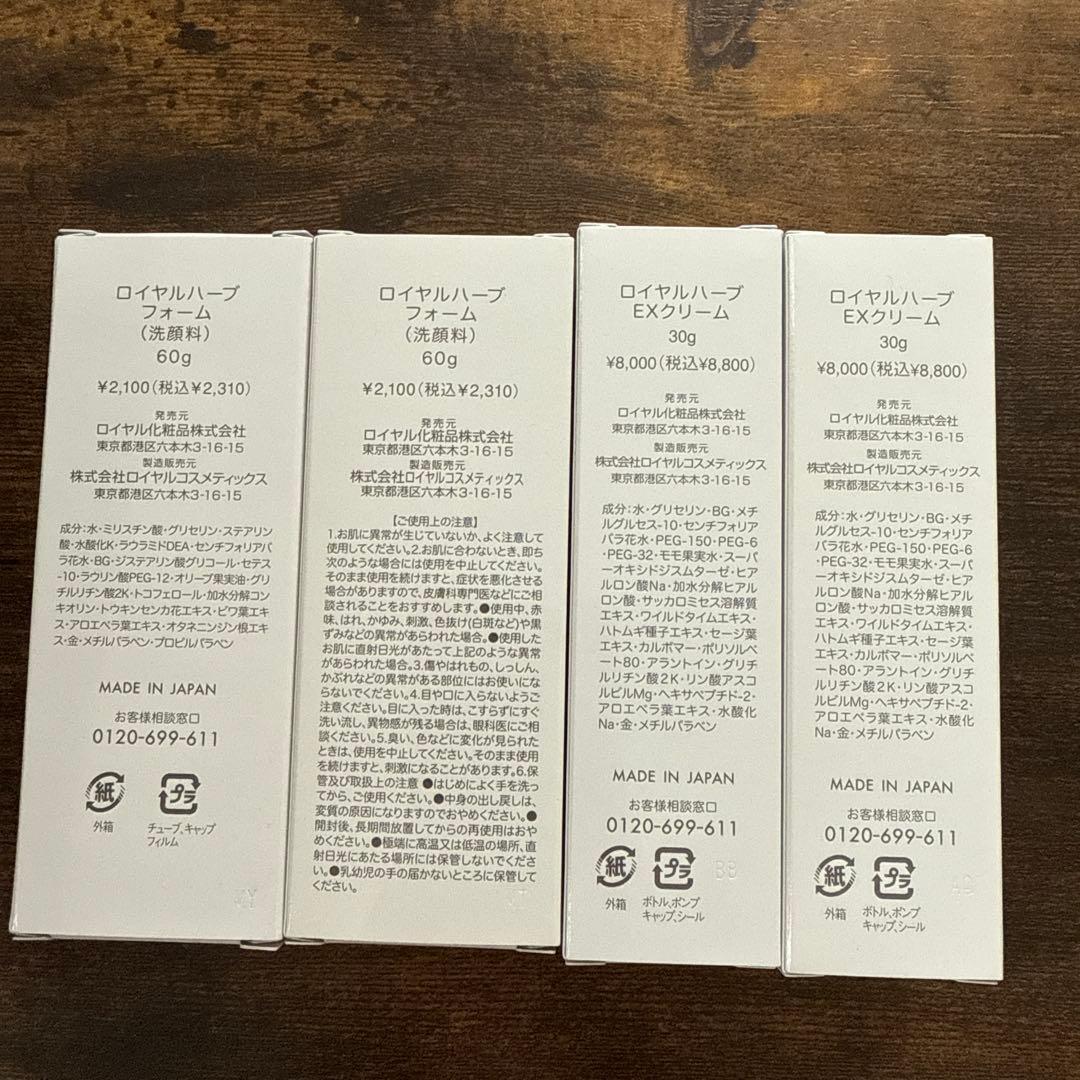 ロイヤルハーブ
フォーム
(洗顔料)
60g
¥2,100(税込¥2,310)
発売元
ロイヤル化粧品株式会社
東京都港区六本木3-16-15
製造販売元
株式会社ロイヤルコスメティックス
東京都港区六本木3-16-15
成分:水・ミリスチン酸・グリセリン・ステアリン
酸・水酸化K・ラウラミドDEA・センチフォリアバ
ラ花水・BG・ジステアリン酸グリコール・セテス
-10・ラウリン酸PEG-12・オリーブ果実油・グリ
チルリチン酸2K・トコフェロール・加水分解コン
キオリン・トウキンセンカ花エキス・ビワ葉エキ
ス・アロエベラ葉エキス・オタネニンジン根エキ
ス・金・メチルパラベン・プロピルパラベン
MADE IN JAPAN
お客様相談窓口
0120-699-611
紙
外箱
プラ
チューブ、キャップ
フィルム
ロイヤルハーブ
フォーム
(洗顔料)
60g
¥2,100(税込¥2,310)
発売元
ロイヤル化粧品株式会社
東京都港区六本木3-16-15
製造販売元
株式会社ロイヤルコスメティックス
東京都港区六本木3-16-15
【ご使用上の注意】
1.お肌に異常が生じていないか、よく注意して
使用してください。2.お肌に合わないとき、即ち
次のような場合には使用を中止してください。
そのまま使用を続けますと、症状を悪化させる
場合がありますので、皮膚科専門医などにご相
談されることをおすすめします。●使用中、赤
味、はれ、かゆみ、刺激、色抜け(白斑など)や黒
ずみなどの異常があらわれた場合。●使用した
お肌に直射日光があたって上記のような異常
があらわれた場合。3.傷やはれもの、しっしん、
かぶれなどの異常がある部位にはお使いにな
らないでください。4.目や口に入らないようご
注意ください。目に入った時は、こすらずにすぐ
洗い流し、異物感が残る場合は、眼科医にご相
談ください。5.臭い、色などに変化が見られた
ときは、使用を中止してください。そのまま使用
を続けますと、刺激になることがあります。6.保
管及び取扱上の注意 ●はじめによく手を洗っ
てから、ご使用ください。●中身の出し戻しは、
変質の原因になりますのでおやめください。●
開封後、長期間放置してからの再使用はおや
めください。●極端に高温又は低温の場所、直
射日光にあたる場所には保管しないでくださ
い。●乳幼児の手の届かないところに保管して
ください。
ロイヤルハーブ
EXクリーム
30g
¥8,000(税込¥8,800)
発売元
ロイヤル化粧品株式会社
東京都港区六本木3-16-15
製造販売元
株式会社ロイヤルコスメティックス
東京都港区六本木3-16-15
成分:水・グリセリン・BG・メチ
ルグルセス-10・センチフォリア
バラ花水・PEG-150・PEG-6
・PEG-32・モモ果実水・スーパ
ーオキシドジスムターゼ・ヒア
ルロン酸Na・加水分解ヒアル
ロン酸・サッカロミセス溶解質
エキス・ワイルドタイムエキス・
ハトムギ種子エキス・セージ葉
エキス・カルボマー・ポリソルベ
ート80・アラントイン・グリチ
ルリチン酸2K・リン酸アスコ
ルビルMg・ヘキサペプチド-2・
アロエベラ葉エキス・水酸化
Na・金・メチルパラベン
MADE IN JAPAN
お客様相談窓口
0120-699-611
紙
外箱
プラ
ボトル、ポンプ
キャップ、シール
BB
ロイヤルハーブ
EXクリーム
30g
¥8,000(税込¥8,800)
発売元
ロイヤル化粧品株式会社
東京都港区六本木3-16-15
製造販売元
株式会社ロイヤルコスメティックス
東京都港区六本木3-16-15
成分:水・グリセリン・BG・メチ
ルグルセス-10・センチフォリア
バラ花水・PEG-150・PEG-6
・PEG-32・モモ果実水・スーパ
ーオキシドジスムターゼ・ヒア
ルロン酸Na・加水分解ヒアル
ロン酸・サッカロミセス溶解質
エキス・ワイルドタイムエキス・
ハトムギ種子エキス・セージ葉
エキス・カルボマー・ポリソルベ
ート80・アラントイン・グリチ
ルリチン酸2K・リン酸アスコ
ルビルMg・ヘキサペプチド-2・
アロエベラ葉エキス・水酸化
Na・金・メチルパラベン
MADE IN JAPAN
お客様相談窓口
0120-699-611
紙
外箱
プラ
ボトル、ポンプ
キャップ、シール